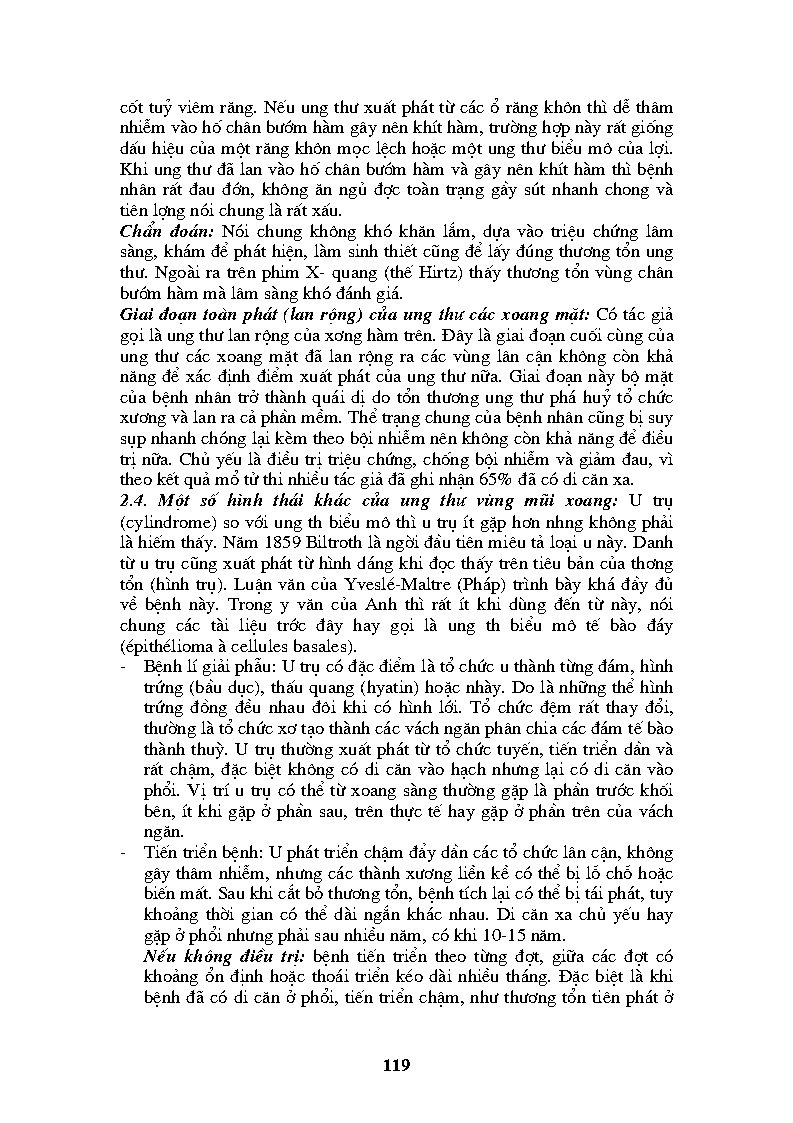 cốt tuỷ viêm răng. Nếu ung thư xuất phát từ các ổ răng khôn thì dễ thâm
nhiễm vào hố chân bướm hàm gây nên khít hàm, trường hợp này rất giống
dấu hiệu của một răng khôn mọc lệch hoặc một ung thư biểu mô của lợi.
Khi ung thư đã lan vào hố chân bướm hàm và gây nên khít hàm thì bệnh
nhân rất đau đớn, không ăn ngủ đợc toàn trạng gầy sút nhanh chong và
tiên lợng nói chung là rất xấu.
Chẩn đoán: Nói chung không khó khăn lắm, dựa vào triệu chứng lâm
sàng, khám để phát hiện, làm sinh thiết cũng để lấy đúng thương tổn ung
thư. Ngoài ra trên phim X- quang (thế Hirtz) thấy thương tổn vùng chân
bướm hàm mà lâm sàng khó đánh giá.
Giai đoạn toàn phát (lan rộng) của ung thư các xoang mặt: Có tác giả
gọi là ung thư lan rộng của xơng hàm trên. Đây là giai đoạn cuối cùng của
ung thư các xoang mặt đã lan rộng ra các vùng lân cận không còn khả
năng để xác định điểm xuất phát của ung thư nữa. Giai đoạn này bộ mặt
của bệnh nhân trở thành quái dị do tổn thương ung thư phá huỷ tổ chức
xương và lan ra cả phần mềm. Thể trạng chung của bệnh nhân cũng bị suy
sụp nhanh chóng lại kèm theo bội nhiễm nên không còn khả năng để điều
trị nữa. Chủ yếu là điều trị triệu chứng, chống bội nhiễm và giảm đau, vì
theo kết quả mổ tử thi nhiều tác giả đã ghi nhận 65% đã có di căn xa.
2.4. Một số hình thái khác của ung thư vùng mũi xoang: U trụ
(cylindrome) so với ung th biểu mô thì u trụ ít gặp hơn nhng không phải
là hiếm thấy. Năm 1859 Biltroth là ngời đầu tiên miêu tả loại u này. Danh
từ u trụ cũng xuất phát từ hình dáng khi đọc thấy trên tiêu bản của thơng
tổn (hình trụ). Luận văn của Yveslé-Maltre (Pháp) trình bày khá đầy đủ
về bệnh này. Trong y văn của Anh thì rất ít khi dùng đến từ này, nói
chung các tài liệu trớc đây hay gọi là ung th biểu mô tế bào đáy
(épithélioma à cellules basales).
- Bệnh lí giải phẫu: U trụ có đặc điểm là tổ chức u thành từng đám, hình
trứng (bầu dục), thấu quang (hyatin) hoặc nhày. Do là những thể hình
trứng đồng đều nhau đôi khi có hình lới. Tổ chức đệm rất thay đổi,
thường là tổ chức xơ tạo thành các vách ngăn phân chia các đám tế bào
thành thuỳ. U trụ thường xuất phát từ tổ chức tuyến, tiến triển dần và
rất chậm, đặc biệt không có di căn vào hạch nhưng lại có di căn vào
phổi. Vị trí u trụ có thể từ xoang sàng thường gặp là phần trước khối
bên, ít khi gặp ở phần sau, trên thực tế hay gặp ở phần trên của vách
ngăn.
- Tiến triển bệnh: U phát triển chậm đẩy dần các tổ chức lân cận, không
gây thâm nhiễm, nhưng các thành xương liền kề có thể bị lỗ chỗ hoặc
biến mất. Sau khi cắt bỏ thương tổn, bệnh tích lại có thể bị tái phát, tuy
khoảng thời gian có thể dài ngắn khác nhau. Di căn xa chủ yếu hay
gặp ở phổi nhưng phải sau nhiều năm, có khi 10-15 năm.
Nếu không điều trị: bệnh tiến triển theo từng đợt, giữa các đợt có
khoảng ổn định hoặc thoái triển kéo dài nhiều tháng. Đặc biệt là khi
bệnh đã có di căn ở phổi, tiến triển chậm, như thương tổn tiên phát ở
119